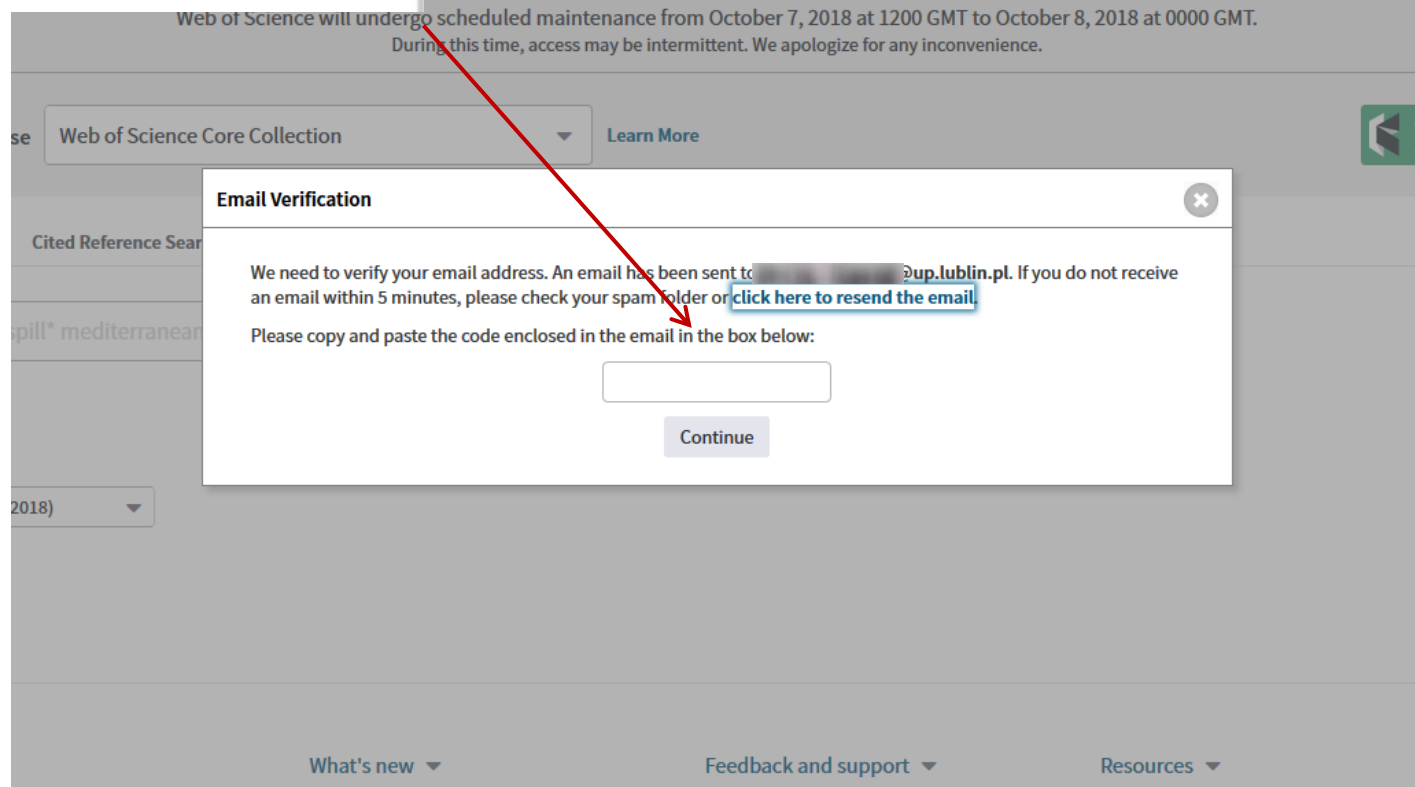 Web of Science will undergo scheduled maintenance from October 7, 2018 at 1200 GMT to October 8, 2018 at 0000 GMT.
During this time, access may be intermittent. We apologize for any inconvenience.
se Web of Science Core Collection Learn More
Email Verification
Cited Reference Sear
We need to verify your email address. An email has been sent to @up.lublin.pl. If you do not receive
an email within 5 minutes, please check your spam folder or click here to resend the email.
spill* mediterranean
Please copy and paste the code enclosed in the email in the box below:
Continue
2018)
What's new Feedback and support Resources